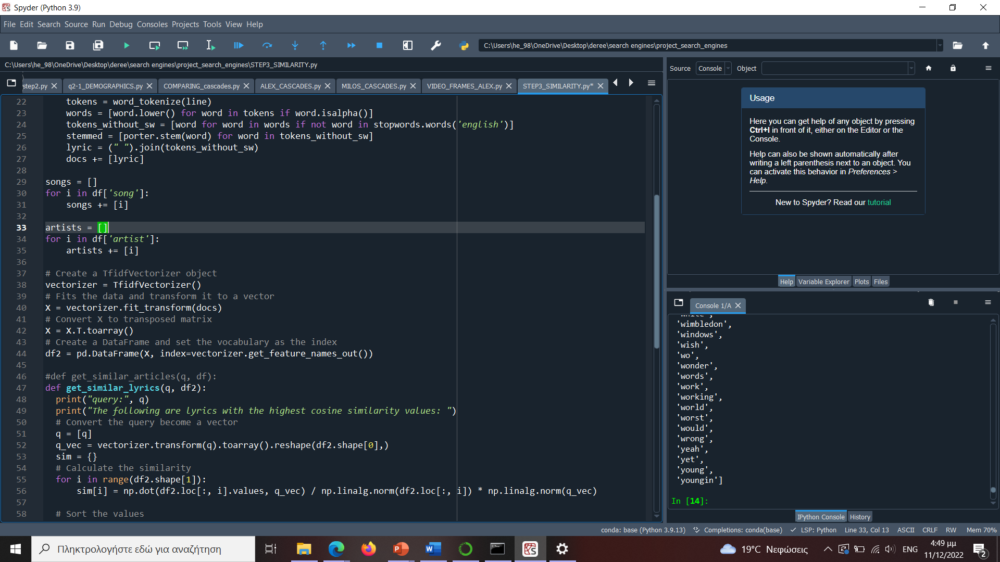 Spyder (Python 3.9)
File Edit Search Source Run Debug Consoles Projects Tools View Help
C:\Users\he_98\OneDrive\Desktop\deree\search engines\project_search_engines
C:\Users\he_98\OneDrive\Desktop\deree\search engines\project_search_engines\STEP3_SIMILARITY.py
step2.py q2-1_DEMOGRAPHICS.py COMPARING_cascades.py ALEX_CASCADES.py MILOS_CASCADES.py VIDEO_FRAMES_ALEX.py STEP3_SIMILARITY.py*
22 tokens = word_tokenize(line)
23 words = [word.lower() for word in tokens if word.isalpha()]
24 tokens_without_sw = [word for word in words if not word in stopwords.words('english')]
25 stemmed = [porter.stem(word) for word in tokens_without_sw]
26 lyric = (" ").join(tokens_without_sw)
27 docs += [lyric]
28
29 songs = []
30 for i in df['song']:
31 songs += [i]
32
33 artists = []
34 for i in df['artist']:
35 artists += [i]
36
37 # Create a TfidfVectorizer object
38 vectorizer = TfidfVectorizer()
39 # Fits the data and transform it to a vector
40 X = vectorizer.fit_transform(docs)
41 # Convert X to transposed matrix
42 X = X.T.toarray()
43 # Create a DataFrame and set the vocabulary as the index
44 df2 = pd.DataFrame(X, index=vectorizer.get_feature_names_out())
45
46 #def get_similar_articles(q, df):
47 def get_similar_lyrics(q, df2):
48 print("query:", q)
49 print("The following are lyrics with the highest cosine similarity values: ")
50 # Convert the query become a vector
51 q = [q]
52 q_vec = vectorizer.transform(q).toarray().reshape(df2.shape[0],)
53 sim = {}
54 # Calculate the similarity
55 for i in range(df2.shape[1]):
56 sim[i] = np.dot(df2.loc[:, i].values, q_vec) / np.linalg.norm(df2.loc[:, i]) * np.linalg.norm(q_vec)
57
58 # Sort the values
Source Console Object
Usage
Here you can get help of any object by pressing
Ctrl+I in front of it, either on the Editor or the
Console.
Help can also be shown automatically after
writing a left parenthesis next to an object. You
can activate this behavior in Preferences >
Help.
New to Spyder? Read our tutorial
Help Variable Explorer Plots Files
Console 1/A
'white',
'wimbledon',
'windows',
'wish',
'wo',
'wonder',
'words',
'work',
'working',
'world',
'worst',
'would',
'wrong',
'yeah',
'yet',
'young',
'youngin']
In [14]:
IPython Console History
conda: base (Python 3.9.13) Completions: conda(base) LSP: Python Line 33, Col 13 ASCII CRLF RW Mem 70%
Πληκτρολογήστε εδώ για αναζήτηση
19°C Νεφώσεις ENG
4:49 μμ
11/12/2022
2